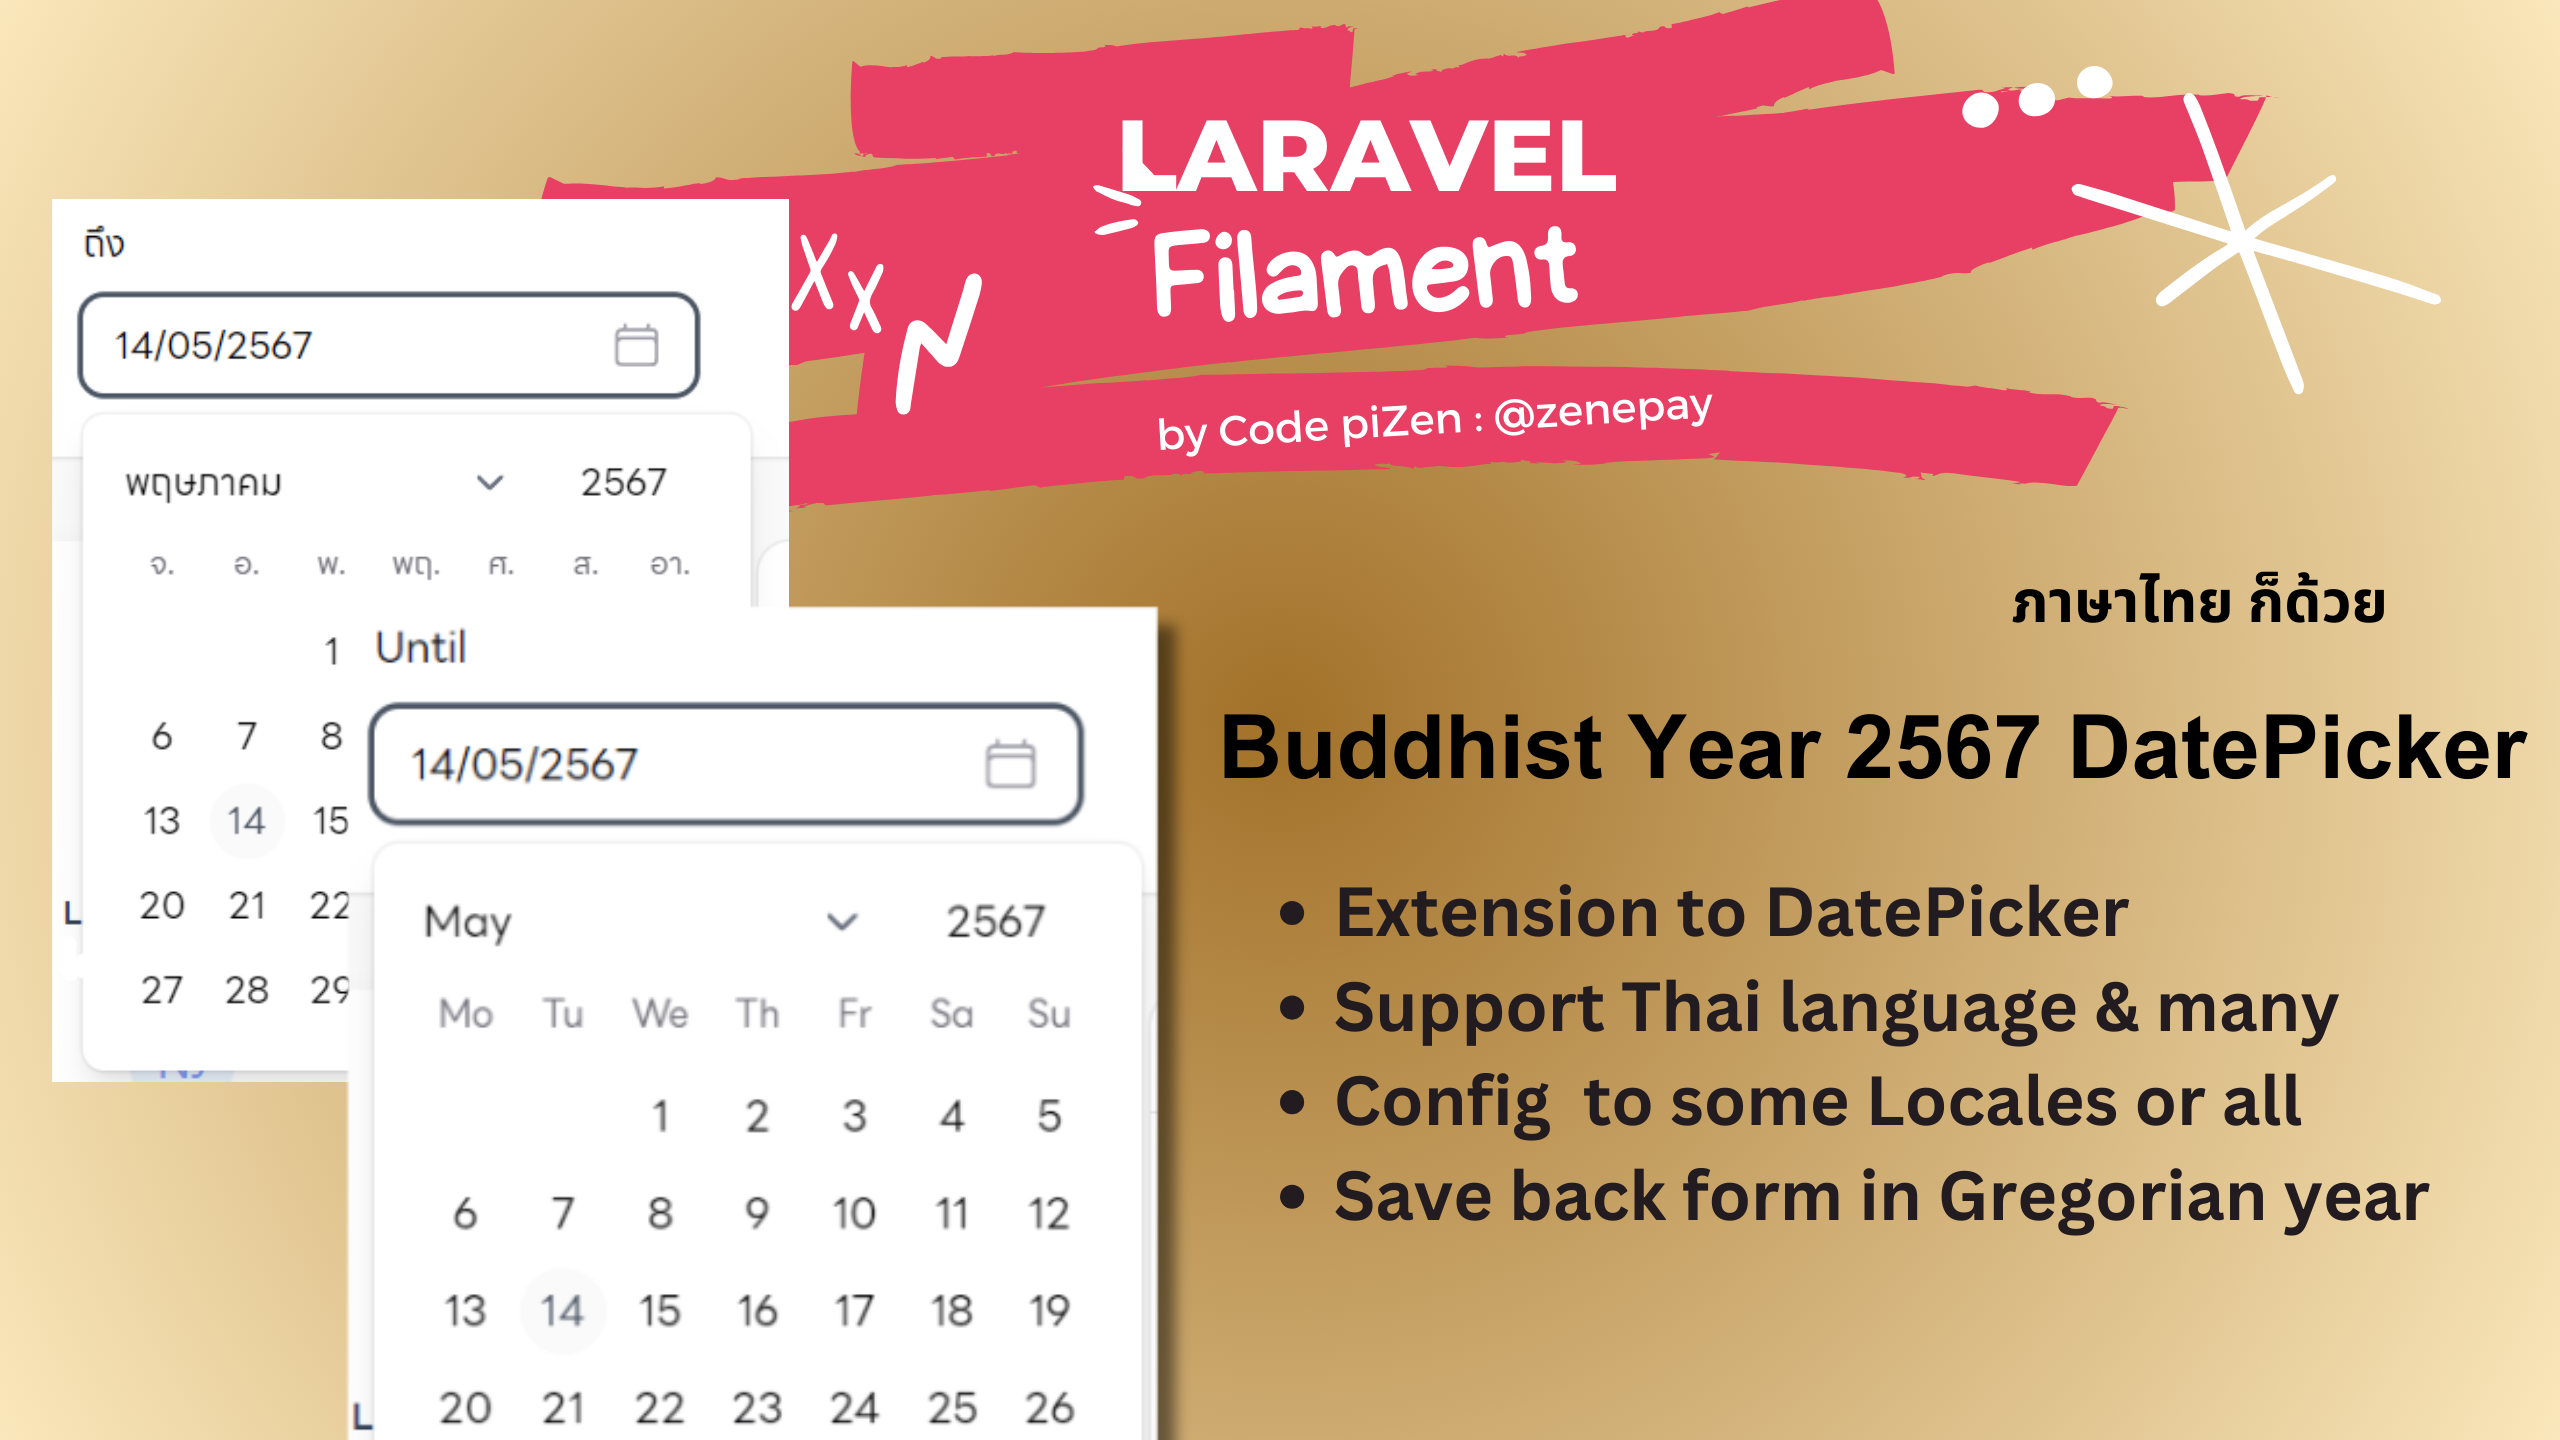 LARAVEL
Filament
by Code piZen : @zenepay
ถึง
14/05/2567
พฤษภาคม 2567
จ. อ. พ. พฤ. ศ. ส. อา.
1
6 7 8
13 14 15
20 21 22
27 28 29
Until
14/05/2567
May 2567
Mo Tu We Th Fr Sa Su
1 2 3 4 5
6 7 8 9 10 11 12
13 14 15 16 17 18 19
20 21 22 23 24 25 26
ภาษาไทย ก็ด้วย
Buddhist Year 2567 DatePicker
• Extension to DatePicker
• Support Thai language & many
• Config to some Locales or all
• Save back form in Gregorian year